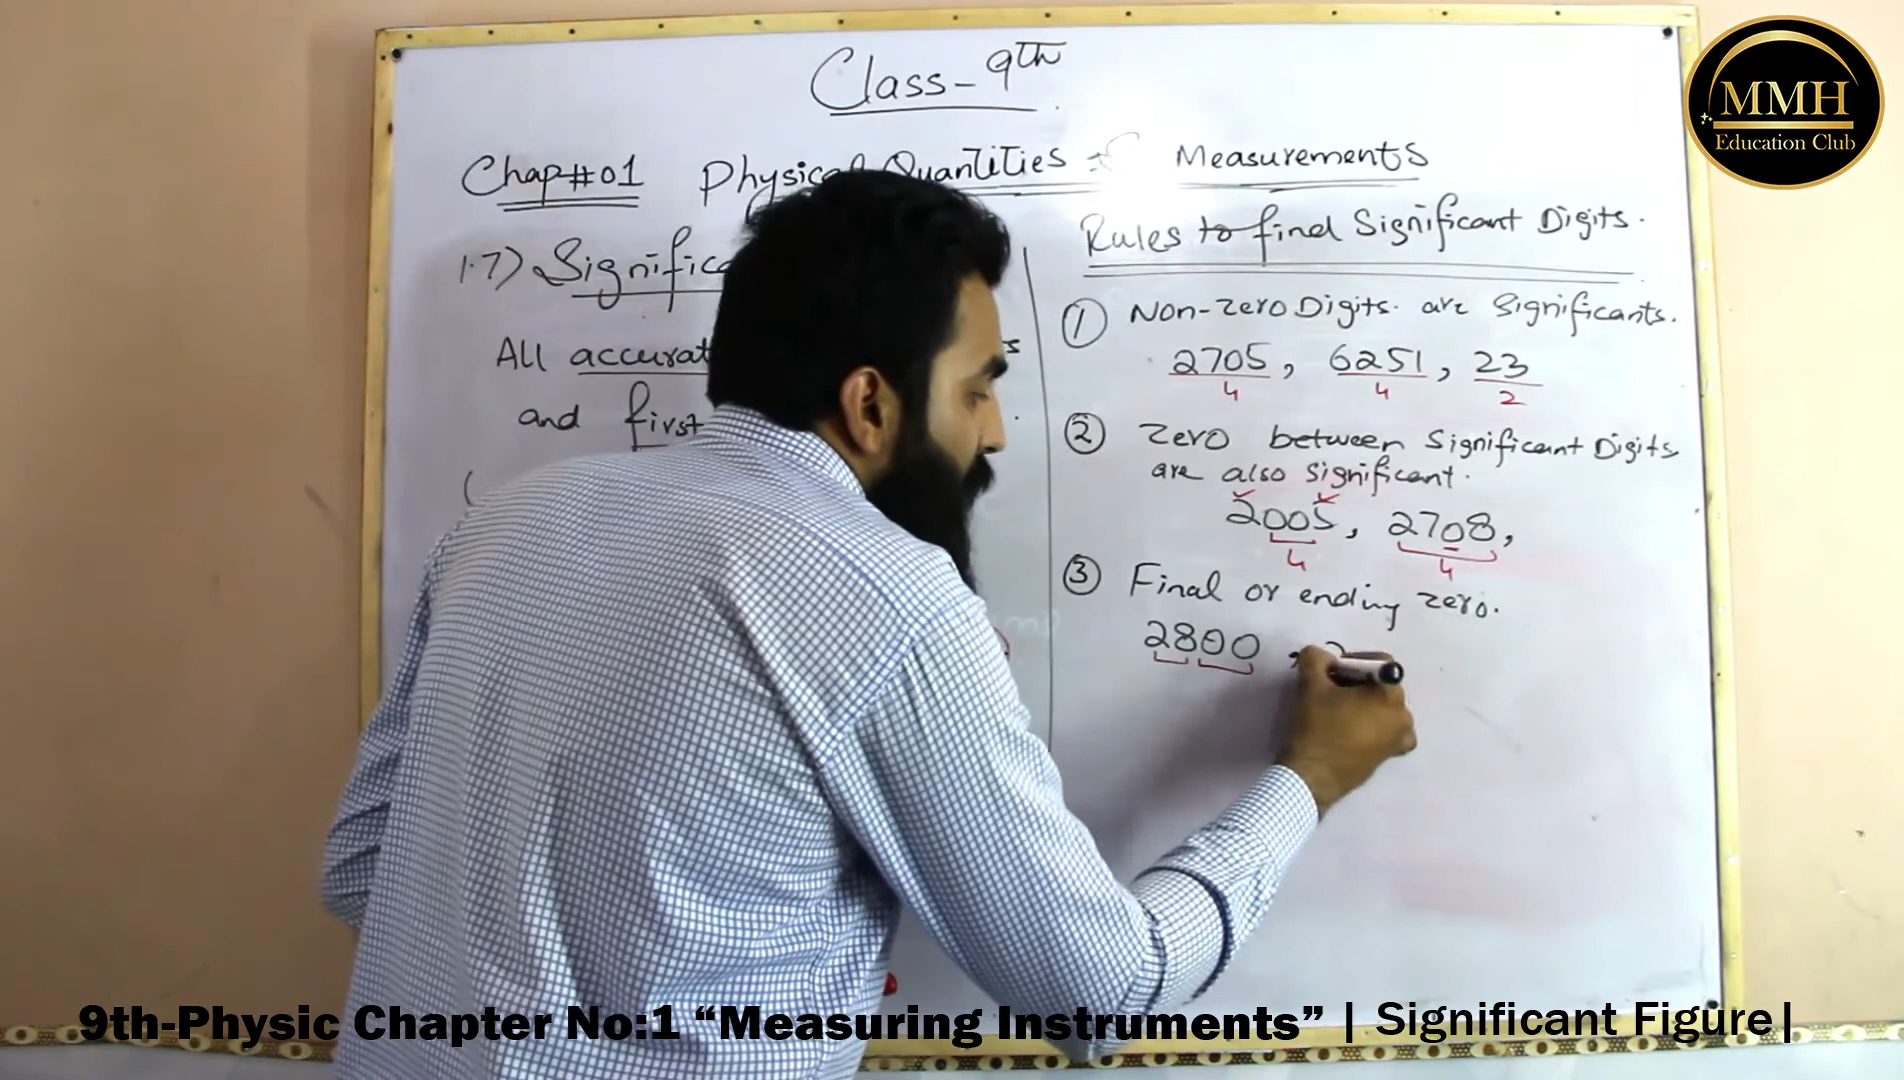 Class - 9th
Chap#01 Physical Quantities & Measurements
1.7) Signific
All accurat
and first
(
Rules to find Significant Digits.
① Non-zero Digits. are Significants.
2705, 6251, 23
4 4 2
② Zero between Significant Digits
are also significant.
2005, 2708,
4 4
③ Final or ending zero.
2800 , 2
MMH
Education Club
9th-Physic Chapter No:1 “Measuring Instruments” | Significant Figure|